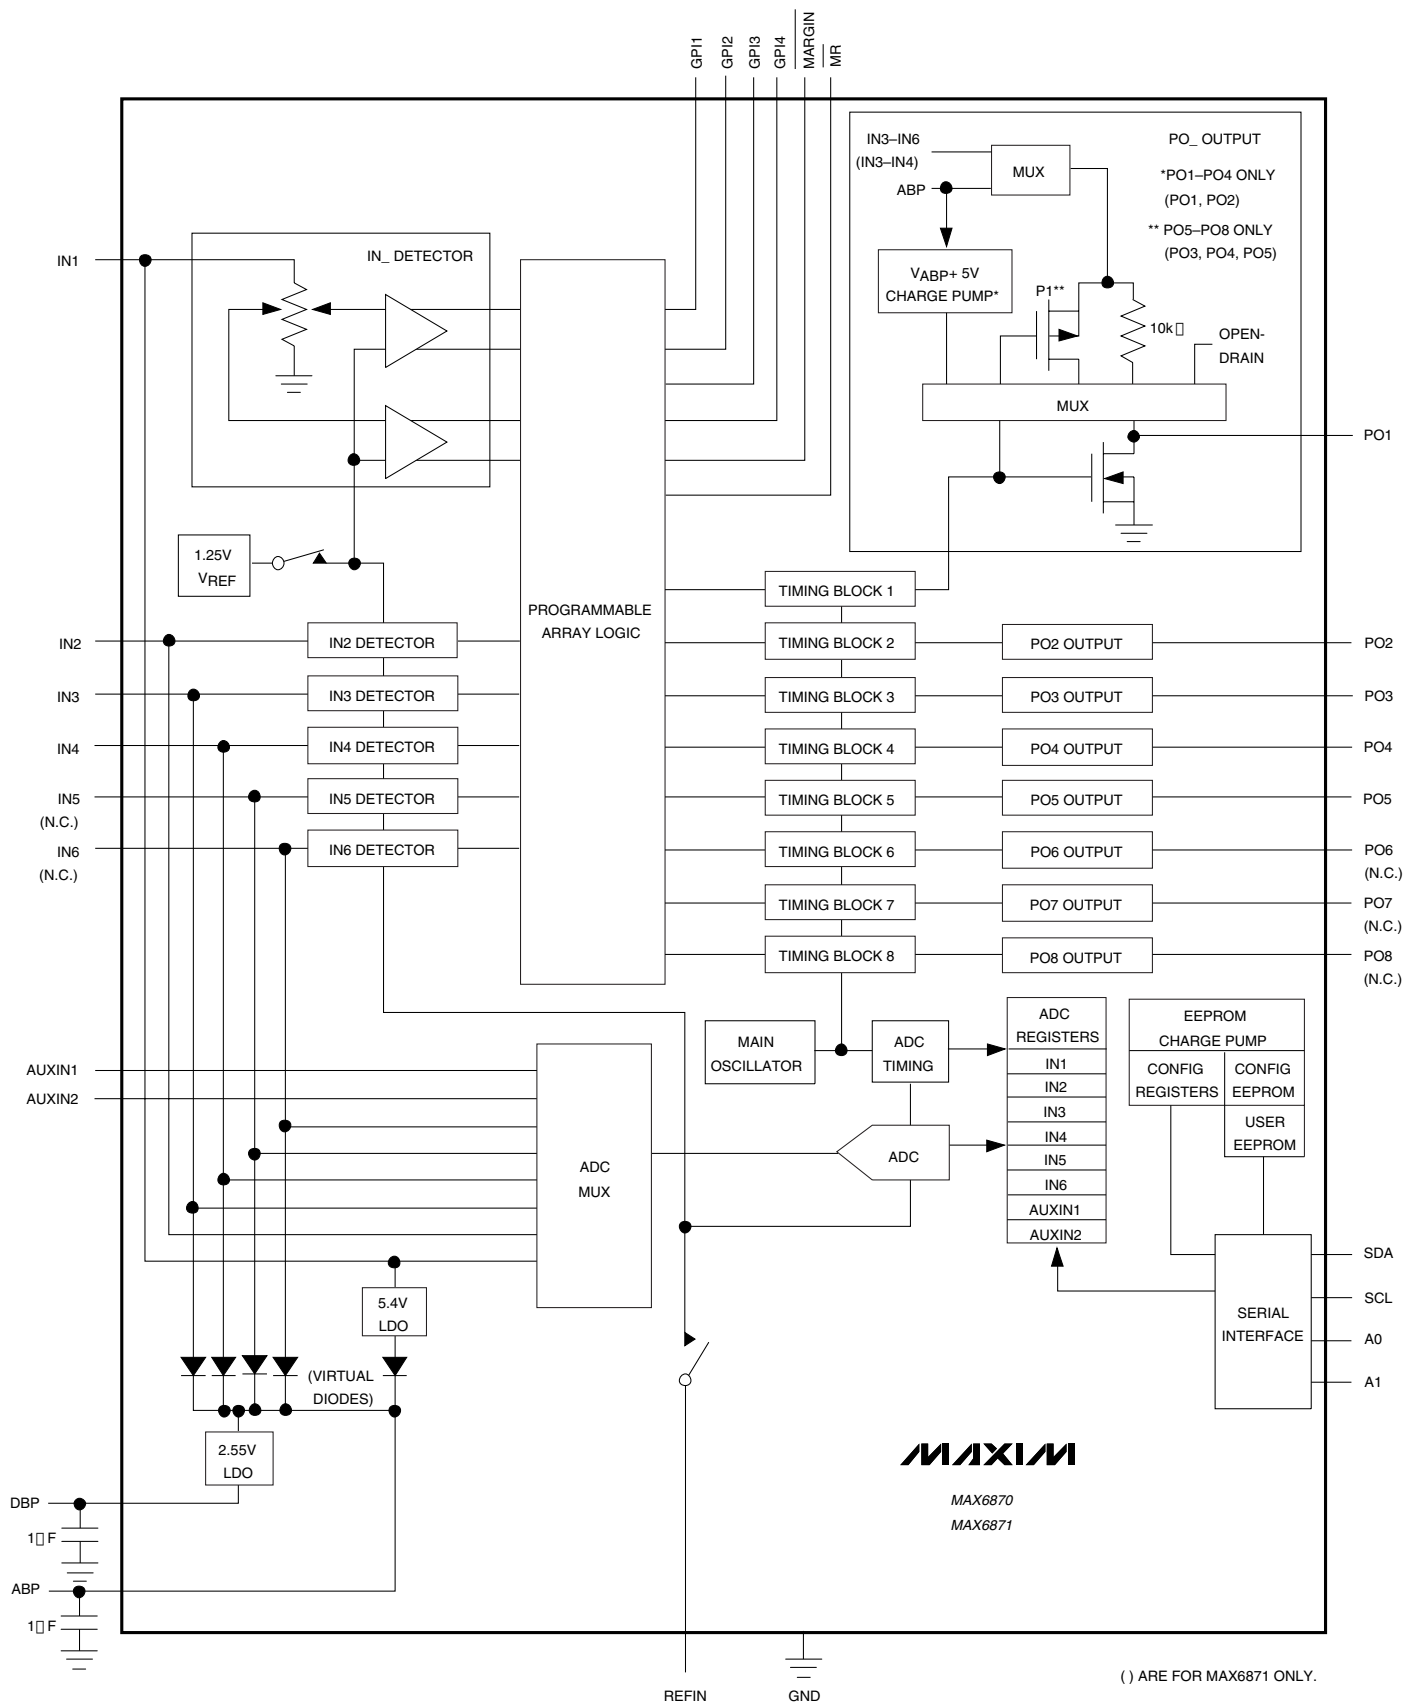 GPI1
GPI2
GPI3
GPI4
MARGIN
MR
IN3–IN6
(IN3–IN4)
ABP
MUX
PO_ OUTPUT
*PO1–PO4 ONLY
(PO1, PO2)
** PO5–PO8 ONLY
(PO3, PO4, PO5)
VABP+ 5V
CHARGE PUMP*
P1**
10k▯
OPEN-
DRAIN
MUX
PO1
IN1
IN_ DETECTOR
1.25V
VREF
PROGRAMMABLE
ARRAY LOGIC
TIMING BLOCK 1
IN2
IN2 DETECTOR
TIMING BLOCK 2
PO2 OUTPUT
PO2
IN3
IN3 DETECTOR
TIMING BLOCK 3
PO3 OUTPUT
PO3
IN4
IN4 DETECTOR
TIMING BLOCK 4
PO4 OUTPUT
PO4
IN5
(N.C.)
IN5 DETECTOR
TIMING BLOCK 5
PO5 OUTPUT
PO5
IN6
(N.C.)
IN6 DETECTOR
TIMING BLOCK 6
PO6 OUTPUT
PO6
(N.C.)
TIMING BLOCK 7
PO7 OUTPUT
PO7
(N.C.)
TIMING BLOCK 8
PO8 OUTPUT
PO8
(N.C.)
MAIN
OSCILLATOR
ADC
TIMING
ADC
REGISTERS
IN1
IN2
IN3
IN4
IN5
IN6
AUXIN1
AUXIN2
EEPROM
CHARGE PUMP
CONFIG
REGISTERS
CONFIG
EEPROM
USER
EEPROM
AUXIN1
AUXIN2
ADC
MUX
ADC
5.4V
LDO
(VIRTUAL
DIODES)
2.55V
LDO
SERIAL
INTERFACE
SDA
SCL
A0
A1
MAXIM
MAX6870
MAX6871
DBP
1▯F
ABP
1▯F
REFIN
GND
( ) ARE FOR MAX6871 ONLY.